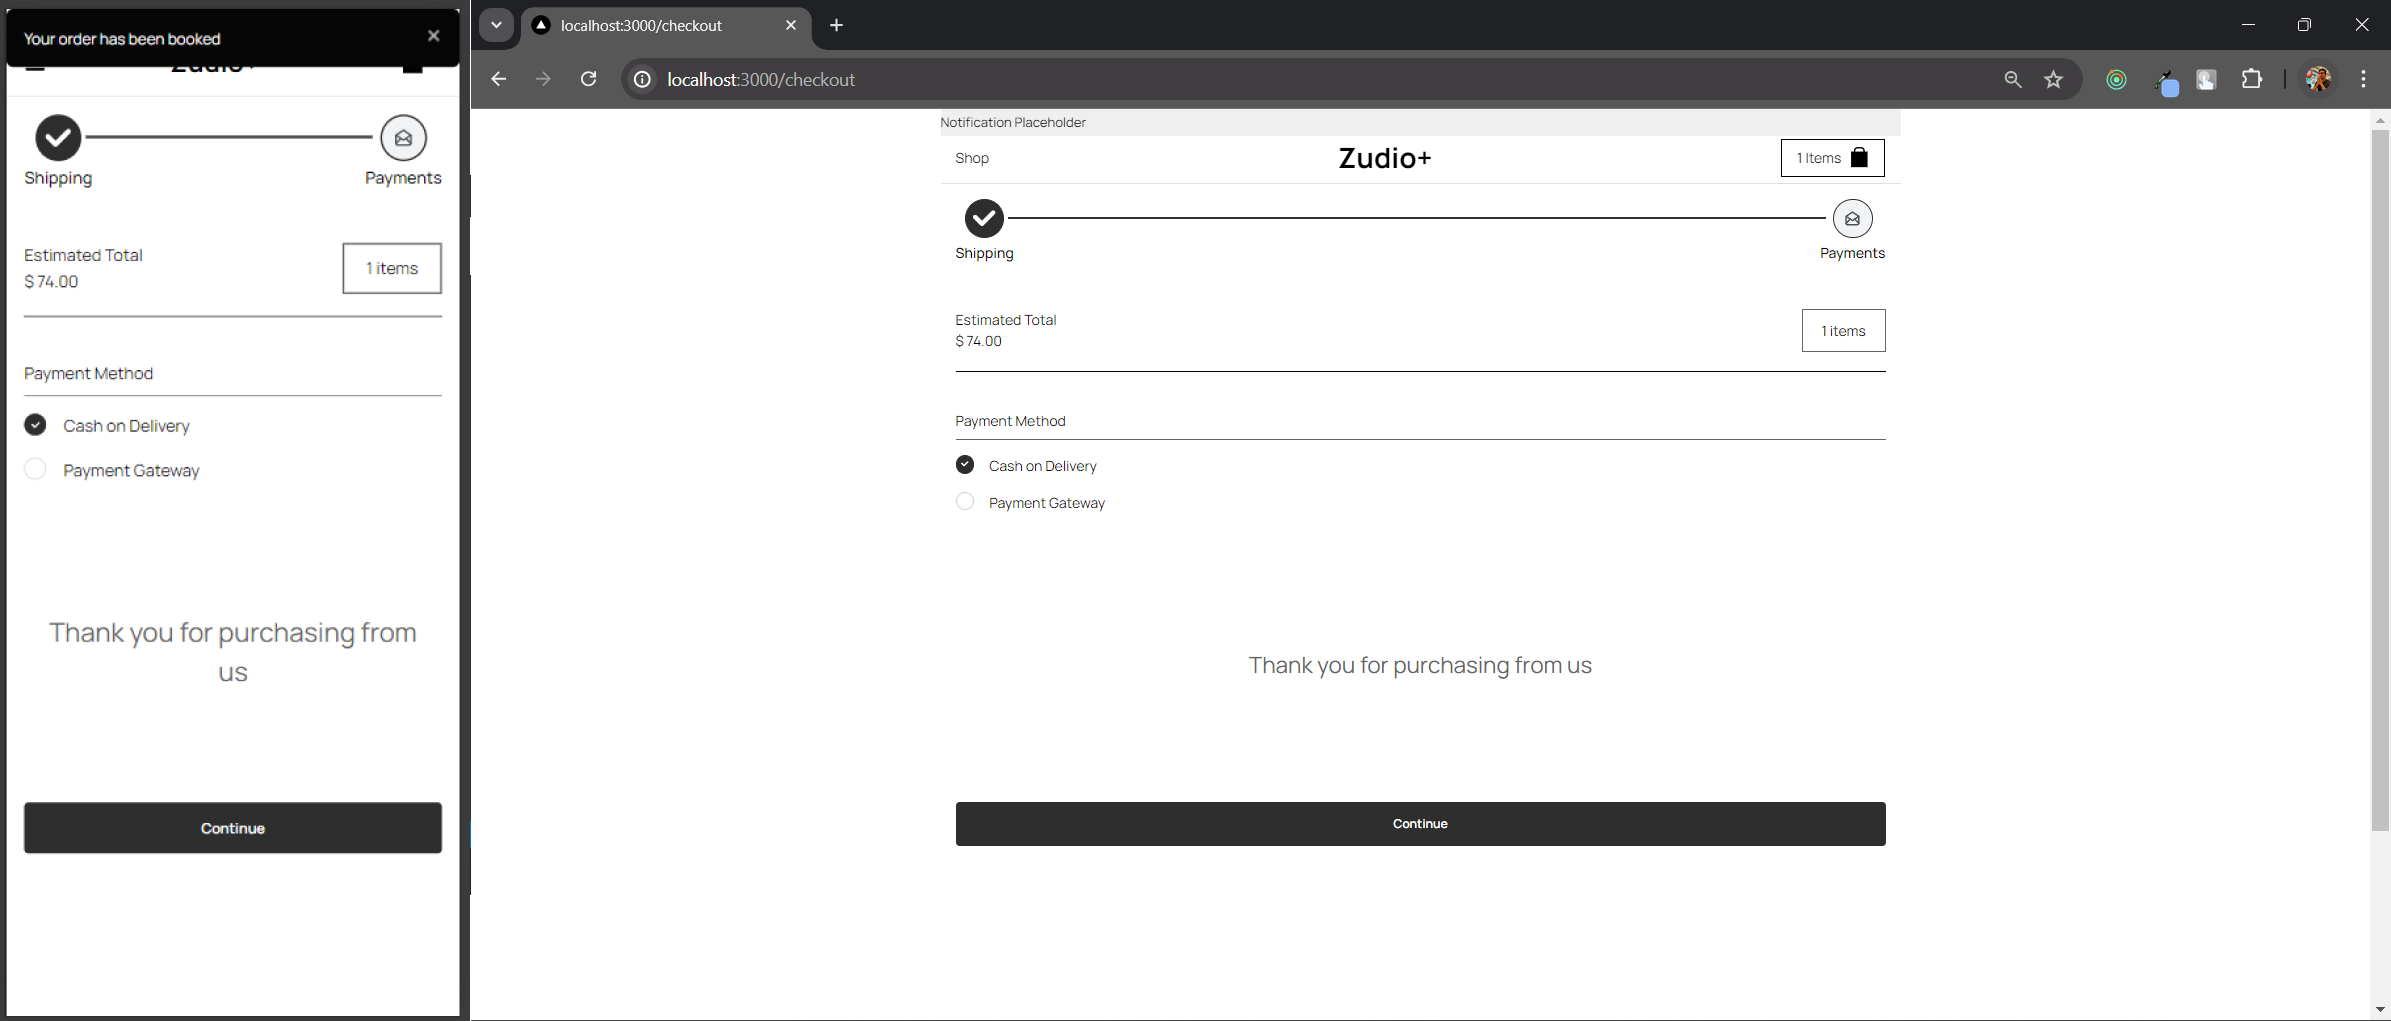 Your order has been booked
Zudio+
Shipping
Payments
Estimated Total
$ 74.00
1 items
Payment Method
Cash on Delivery
Payment Gateway
Thank you for purchasing from
us
Continue
localhost:3000/checkout
localhost:3000/checkout
Notification Placeholder
Shop
Zudio+
1 Items
Shipping
Payments
Estimated Total
$ 74.00
1 items
Payment Method
Cash on Delivery
Payment Gateway
Thank you for purchasing from us
Continue